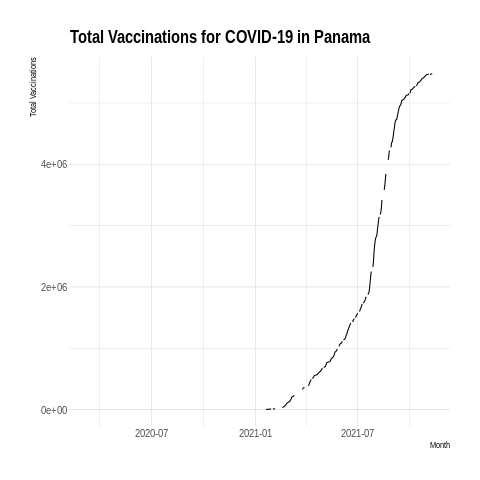 Total Vaccinations for COVID-19 in Panama
Total Vaccinations
4e+06
2e+06
0e+00
2020-07 2021-01 2021-07
Month